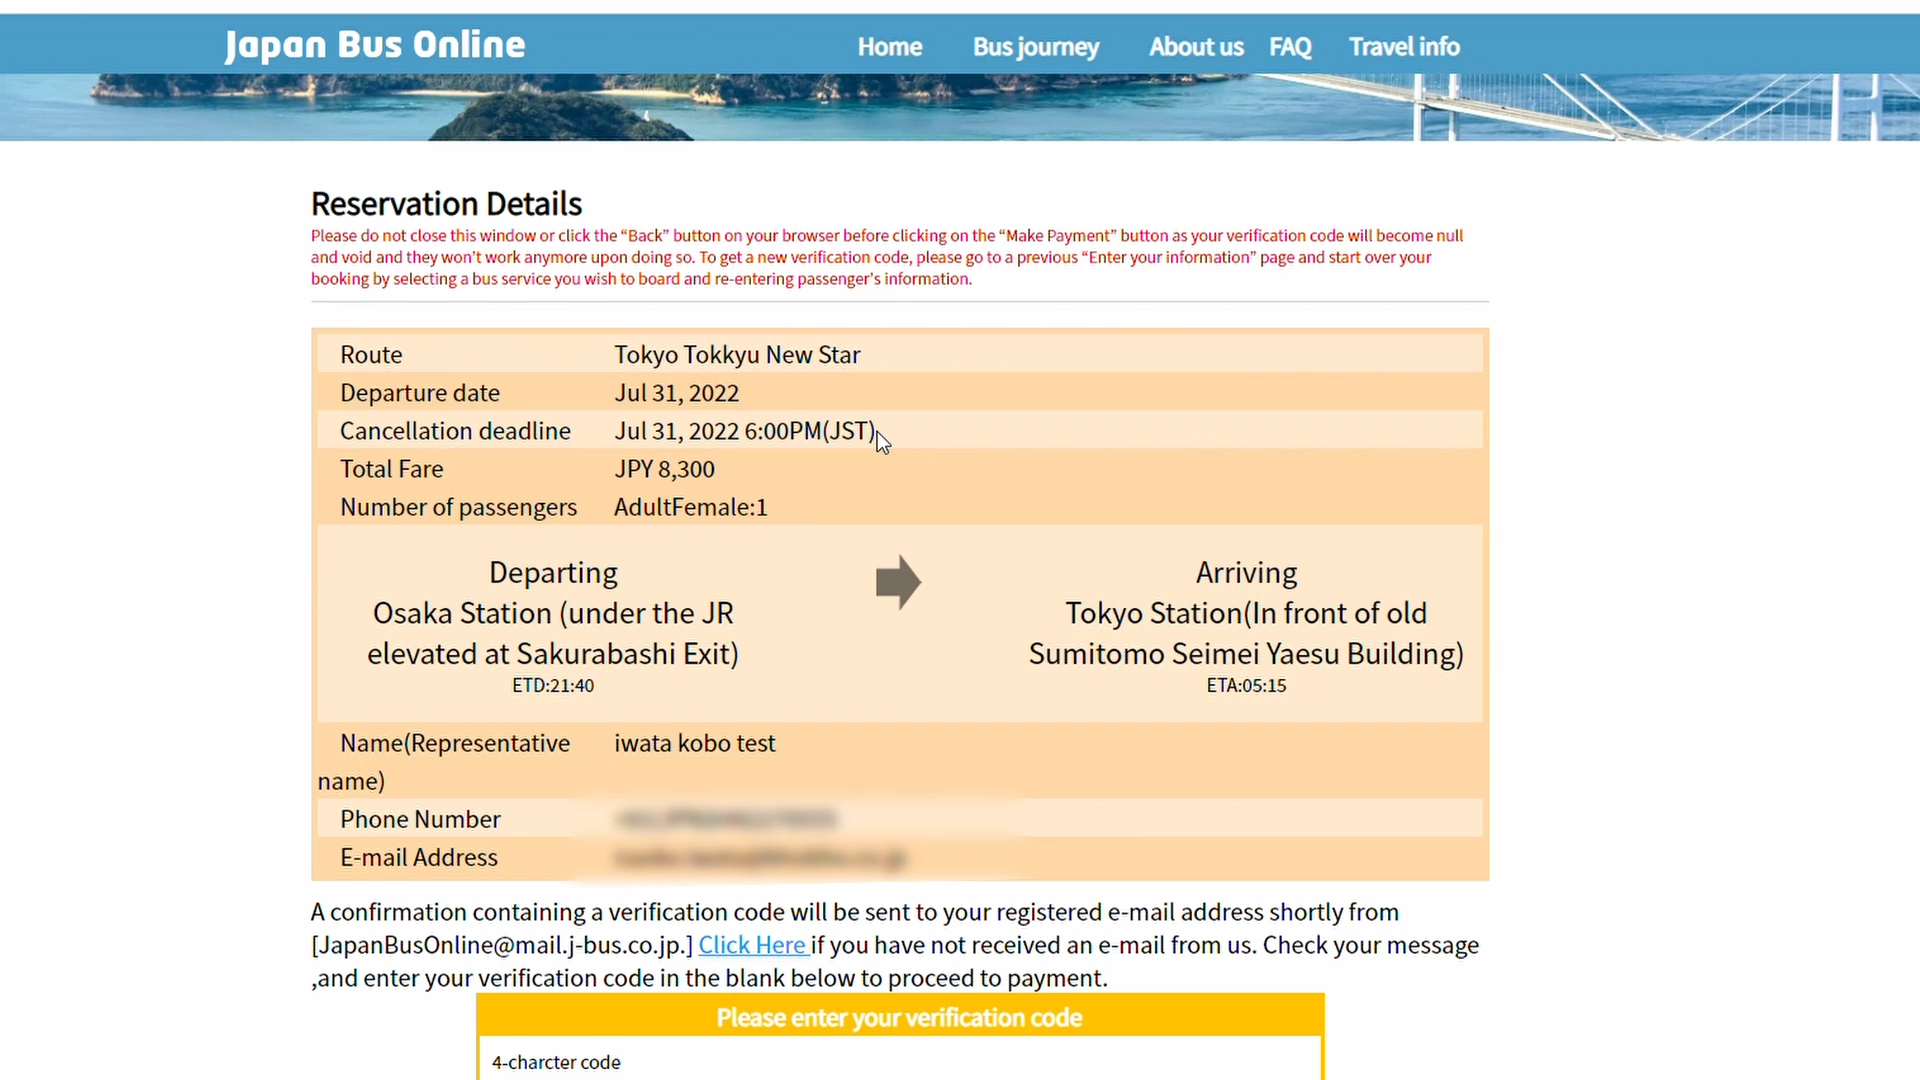 Japan Bus Online
Home Bus journey About us FAQ Travel info
Reservation Details
Please do not close this window or click the “Back” button on your browser before clicking on the “Make Payment” button as your verification code will become null
and void and they won’t work anymore upon doing so. To get a new verification code, please go to a previous “Enter your information” page and start over your
booking by selecting a bus service you wish to board and re-entering passenger’s information.
Route Tokyo Tokkyu New Star
Departure date Jul 31, 2022
Cancellation deadline Jul 31, 2022 6:00PM(JST)
Total Fare JPY 8,300
Number of passengers AdultFemale:1
Departing
Osaka Station (under the JR
elevated at Sakurabashi Exit)
ETD:21:40
Arriving
Tokyo Station(In front of old
Sumitomo Seimei Yaesu Building)
ETA:05:15
Name(Representative iwata kobo test
name)
Phone Number
E-mail Address
A confirmation containing a verification code will be sent to your registered e-mail address shortly from
[JapanBusOnline@mail.j-bus.co.jp.] Click Here if you have not received an e-mail from us. Check your message
,and enter your verification code in the blank below to proceed to payment.
Please enter your verification code
4-charcter code